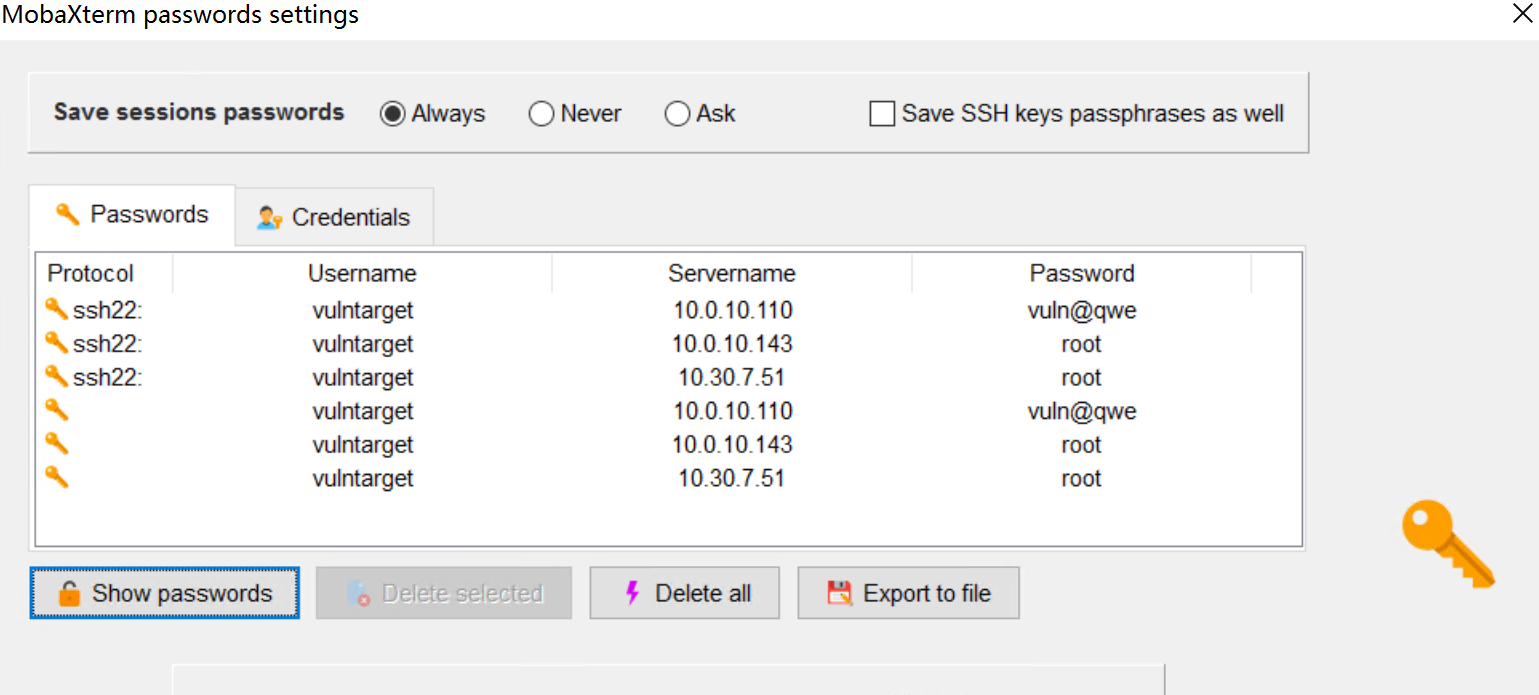 MobaXterm passwords settings
Save sessions passwords Always Never Ask Save SSH keys passphrases as well
Passwords Credentials
Protocol Username Servername Password
ssh22: vulntarget 10.0.10.110 vuln@qwe
ssh22: vulntarget 10.0.10.143 root
ssh22: vulntarget 10.30.7.51 root
vulntarget 10.0.10.110 vuln@qwe
vulntarget 10.0.10.143 root
vulntarget 10.30.7.51 root
Show passwords Delete selected Delete all Export to file